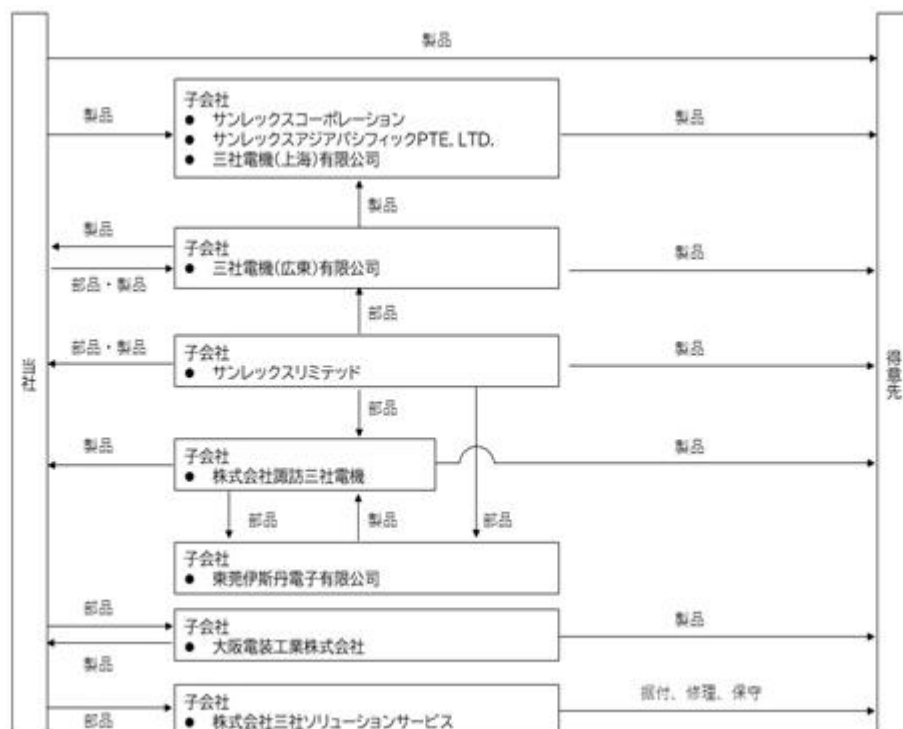 製品
製品
子会社
● サンレックスコーポレーション
● サンレックスアジアパシフィックPTE. LTD.
● 三社電機(上海)有限公司
製品
製品
製品
子会社
● 三社電機(広東)有限公司
製品
部品・製品
部品
部品・製品
子会社
● サンレックスリミテッド
製品
当社
得意先
部品
製品
子会社
● 株式会社諏訪三社電機
製品
部品
製品
部品
子会社
● 東莞伊斯丹電子有限公司
部品
子会社
● 大阪電装工業株式会社
製品
製品
子会社
● 株式会社三社ソリューションサービス
据付、修理、保守
部品